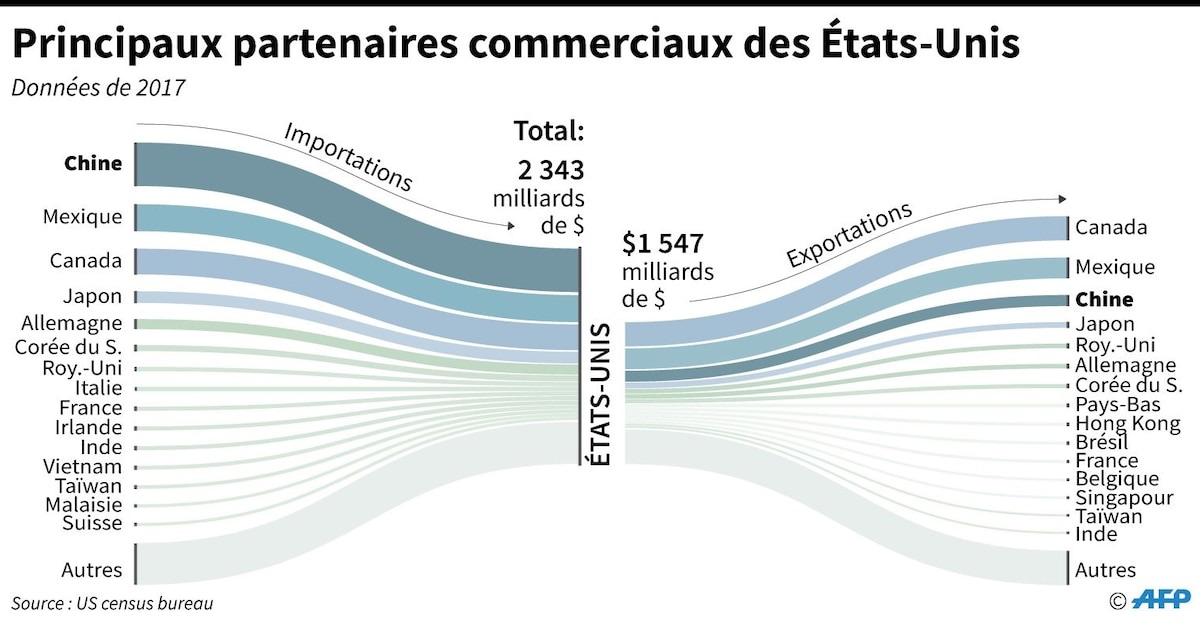 Principaux partenaires commerciaux des États-Unis
Données de 2017
Importations
Total:
2 343
milliards
de $
Chine
Mexique
Canada
Japon
Allemagne
Corée du S.
Roy.-Uni
Italie
France
Irlande
Inde
Vietnam
Taïwan
Malaisie
Suisse
Autres
ÉTATS-UNIS
$1 547
milliards
de $
Exportations
Canada
Mexique
Chine
Japon
Roy.-Uni
Allemagne
Corée du S.
Pays-Bas
Hong Kong
Brésil
France
Belgique
Singapour
Taïwan
Inde
Autres
Source : US census bureau
© AFP